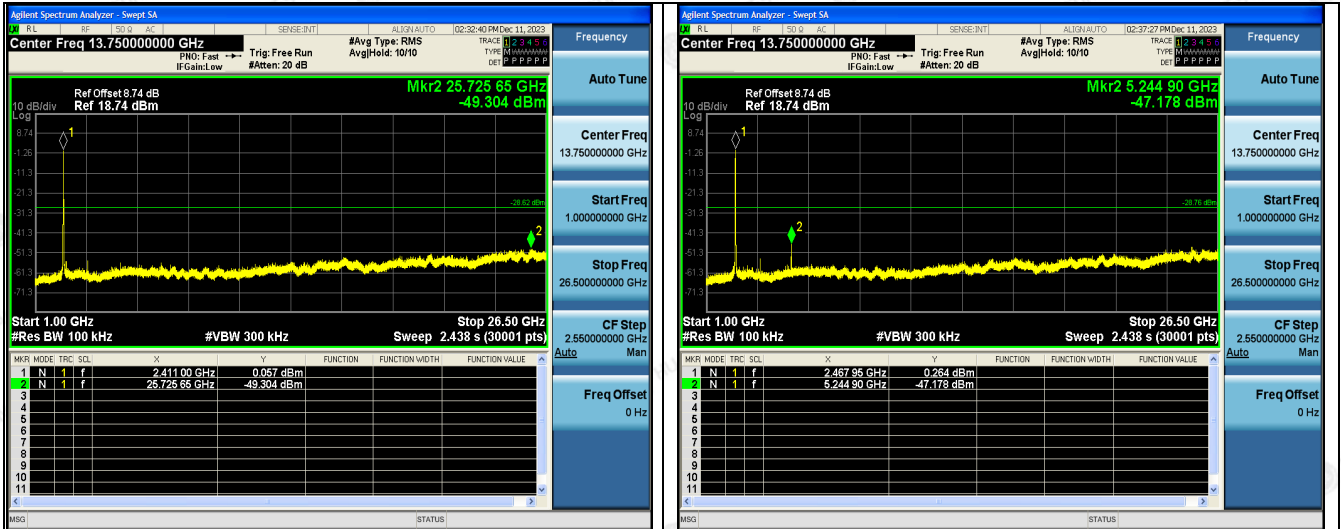 Agilent Spectrum Analyzer - Swept SA
RL RF 50 Ω AC SENSE:INT ALIGNAUTO 02:32:40 PM Dec 11, 2023
Center Freq 13.750000000 GHz
#Avg Type: RMS
TRACE 1 2 3 4 5 6
PNO: Fast
Trig: Free Run
Avg|Hold: 10/10
TYPE M WWWWW
IFGain:Low
#Atten: 20 dB
DET P P P P P P
Mkr2 25.725 65 GHz
-49.304 dBm
Ref Offset 8.74 dB
10 dB/div Ref 18.74 dBm
Log
1
8.74
-1.26
-11.3
-21.3
-28.62 dBm
-31.3
-41.3
2
-51.3
-61.3
-71.3
Start 1.00 GHz Stop 26.50 GHz
#Res BW 100 kHz #VBW 300 kHz Sweep 2.438 s (30001 pts)
MKR MODE TRC SCL X Y FUNCTION FUNCTION WIDTH FUNCTION VALUE
1 N 1 f 2.411 00 GHz 0.057 dBm
2 N 1 f 25.725 65 GHz -49.304 dBm
3
4
5
6
7
8
9
10
11
MSG STATUS
Frequency
Auto Tune
Center Freq
13.750000000 GHz
Start Freq
1.000000000 GHz
Stop Freq
26.500000000 GHz
CF Step
2.550000000 GHz
Auto Man
Freq Offset
0 Hz
Agilent Spectrum Analyzer - Swept SA
RL RF 50 Ω AC SENSE:INT ALIGNAUTO 02:37:27 PM Dec 11, 2023
Center Freq 13.750000000 GHz
#Avg Type: RMS
TRACE 1 2 3 4 5 6
PNO: Fast
Trig: Free Run
Avg|Hold: 10/10
TYPE M WWWWW
IFGain:Low
#Atten: 20 dB
DET P P P P P P
Mkr2 5.244 90 GHz
-47.178 dBm
Ref Offset 8.74 dB
10 dB/div Ref 18.74 dBm
Log
1
8.74
-1.26
-11.3
-21.3
-28.76 dBm
-31.3
-41.3
2
-51.3
-61.3
-71.3
Start 1.00 GHz Stop 26.50 GHz
#Res BW 100 kHz #VBW 300 kHz Sweep 2.438 s (30001 pts)
MKR MODE TRC SCL X Y FUNCTION FUNCTION WIDTH FUNCTION VALUE
1 N 1 f 2.467 95 GHz 0.264 dBm
2 N 1 f 5.244 90 GHz -47.178 dBm
3
4
5
6
7
8
9
10
11
MSG STATUS
Frequency
Auto Tune
Center Freq
13.750000000 GHz
Start Freq
1.000000000 GHz
Stop Freq
26.500000000 GHz
CF Step
2.550000000 GHz
Auto Man
Freq Offset
0 Hz